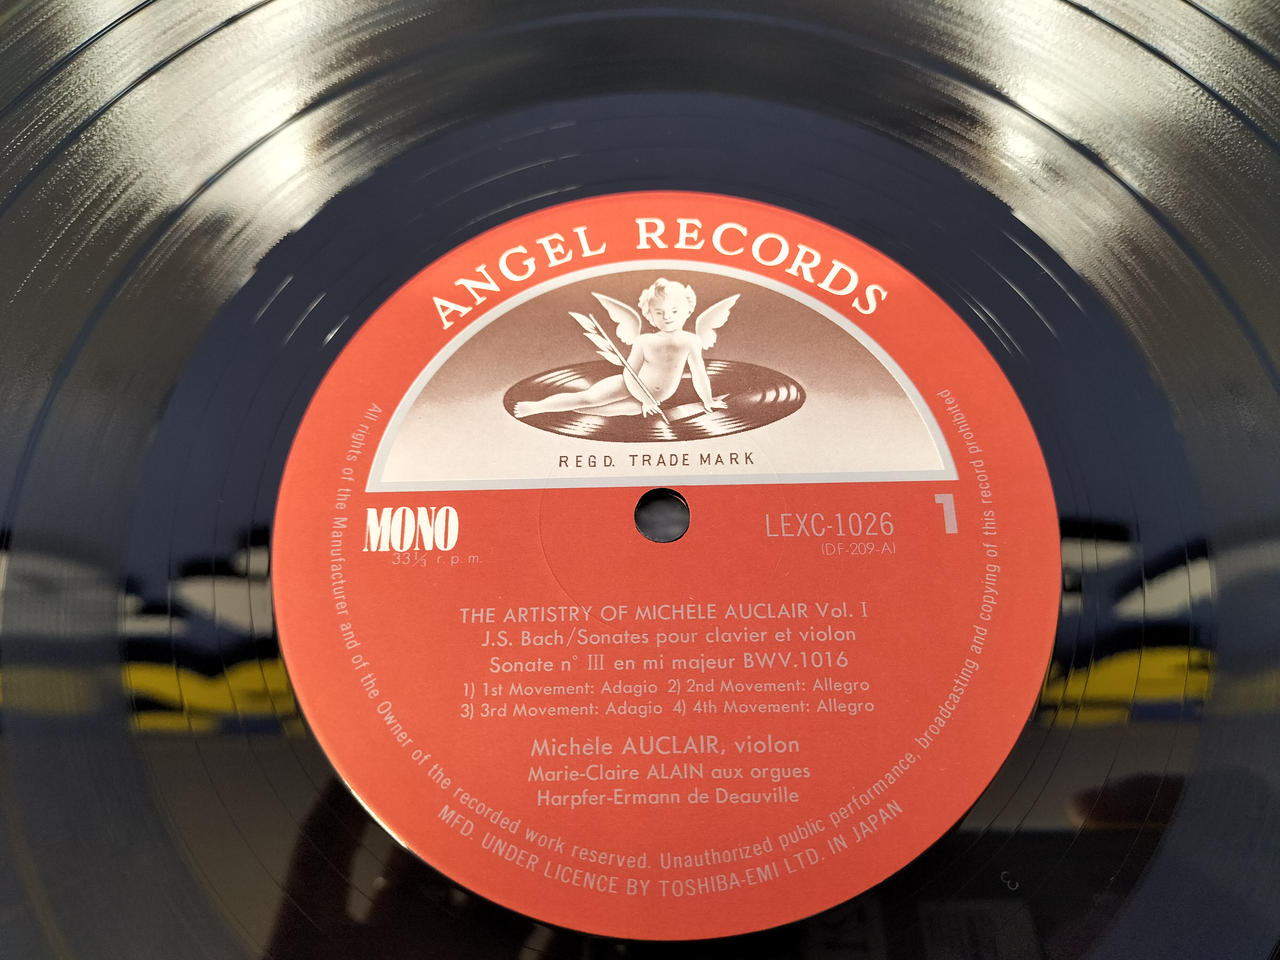 ANGEL RECORDS
REGD. TRADE MARK
MONO
33⅓ r.p.m.
LEXC-1026
(DF-209-A)
1
THE ARTISTRY OF MICHÈLE AUCLAIR Vol. I
J.S. Bach/Sonates pour clavier et violon
Sonate n° III en mi majeur BWV.1016
1) 1st Movement: Adagio 2) 2nd Movement: Allegro
3) 3rd Movement: Adagio 4) 4th Movement: Allegro
Michèle AUCLAIR, violon
Marie-Claire ALAIN aux orgues
Harpfer-Ermann de Deauville
All rights of the Manufacturer and of the Owner of the recorded work reserved. Unauthorized public performance, broadcasting and copying of this record prohibited
MFD. UNDER LICENCE BY TOSHIBA-EMI LTD. IN JAPAN